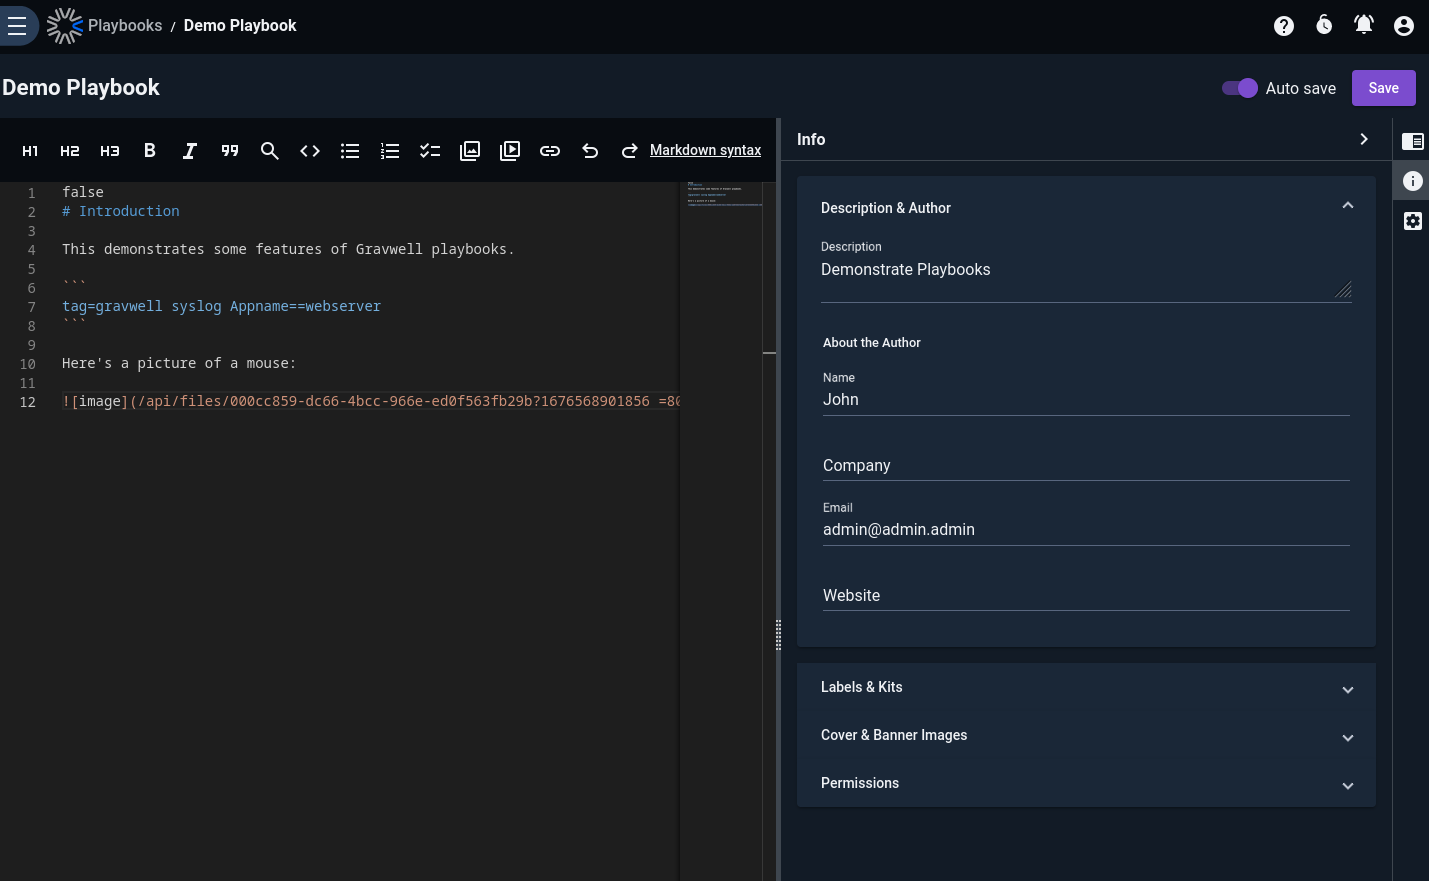 Playbooks / Demo Playbook
Demo Playbook
Auto save
Save
H1 H2 H3 B I Markdown syntax
1 false
2 # Introduction
3
4 This demonstrates some features of Gravwell playbooks.
5
6 ```
7 tag=gravwell syslog Appname==webserver
8 ```
9
10 Here's a picture of a mouse:
11
12 ![image](/api/files/000cc859-dc66-4bcc-966e-ed0f563fb29b?1676568901856 =80
Info
Description & Author
Description
Demonstrate Playbooks
About the Author
Name
John
Company
Email
admin@admin.admin
Website
Labels & Kits
Cover & Banner Images
Permissions